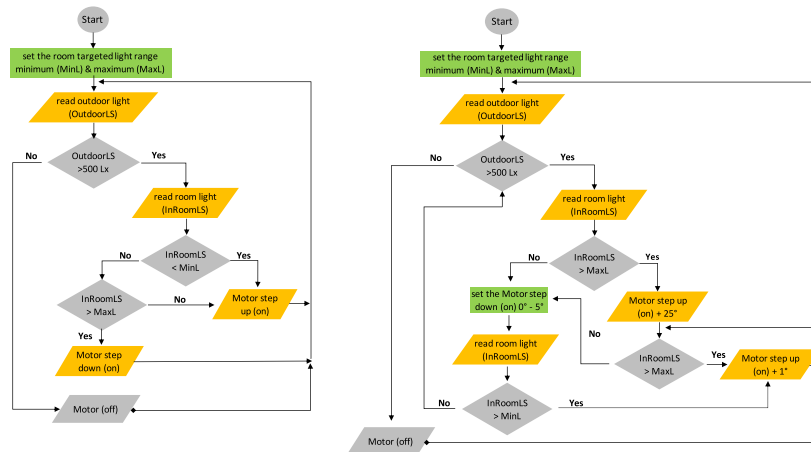 Start
set the room targeted light range
minimum (MinL) & maximum (MaxL)
read outdoor light
(OutdoorLS)
No
OutdoorLS
>500 Lx
Yes
read room light
(InRoomLS)
No
InRoomLS
< MinL
Yes
InRoomLS
> MaxL
No
Motor step
up (on)
Yes
Motor step
down (on)
Motor (off)
Start
set the room targeted light range
minimum (MinL) & maximum (MaxL)
read outdoor light
(OutdoorLS)
No
OutdoorLS
>500 Lx
Yes
read room light
(InRoomLS)
No
InRoomLS
> MaxL
Yes
set the Motor step
down (on) 0° - 5°
Motor step up
(on) + 25°
No
read room light
(InRoomLS)
InRoomLS
> MaxL
Yes
Motor step up
(on) + 1°
No
InRoomLS
> MinL
Yes
Motor (off)